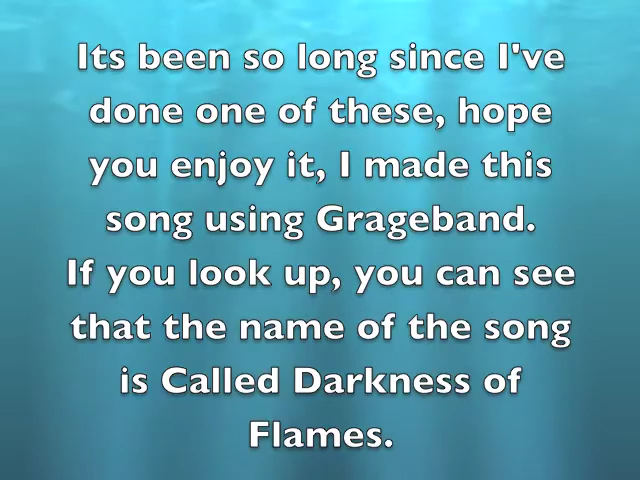 Its been so long since I've
done one of these, hope
you enjoy it, I made this
song using Grageband.
If you look up, you can see
that the name of the song
is Called Darkness of
Flames.